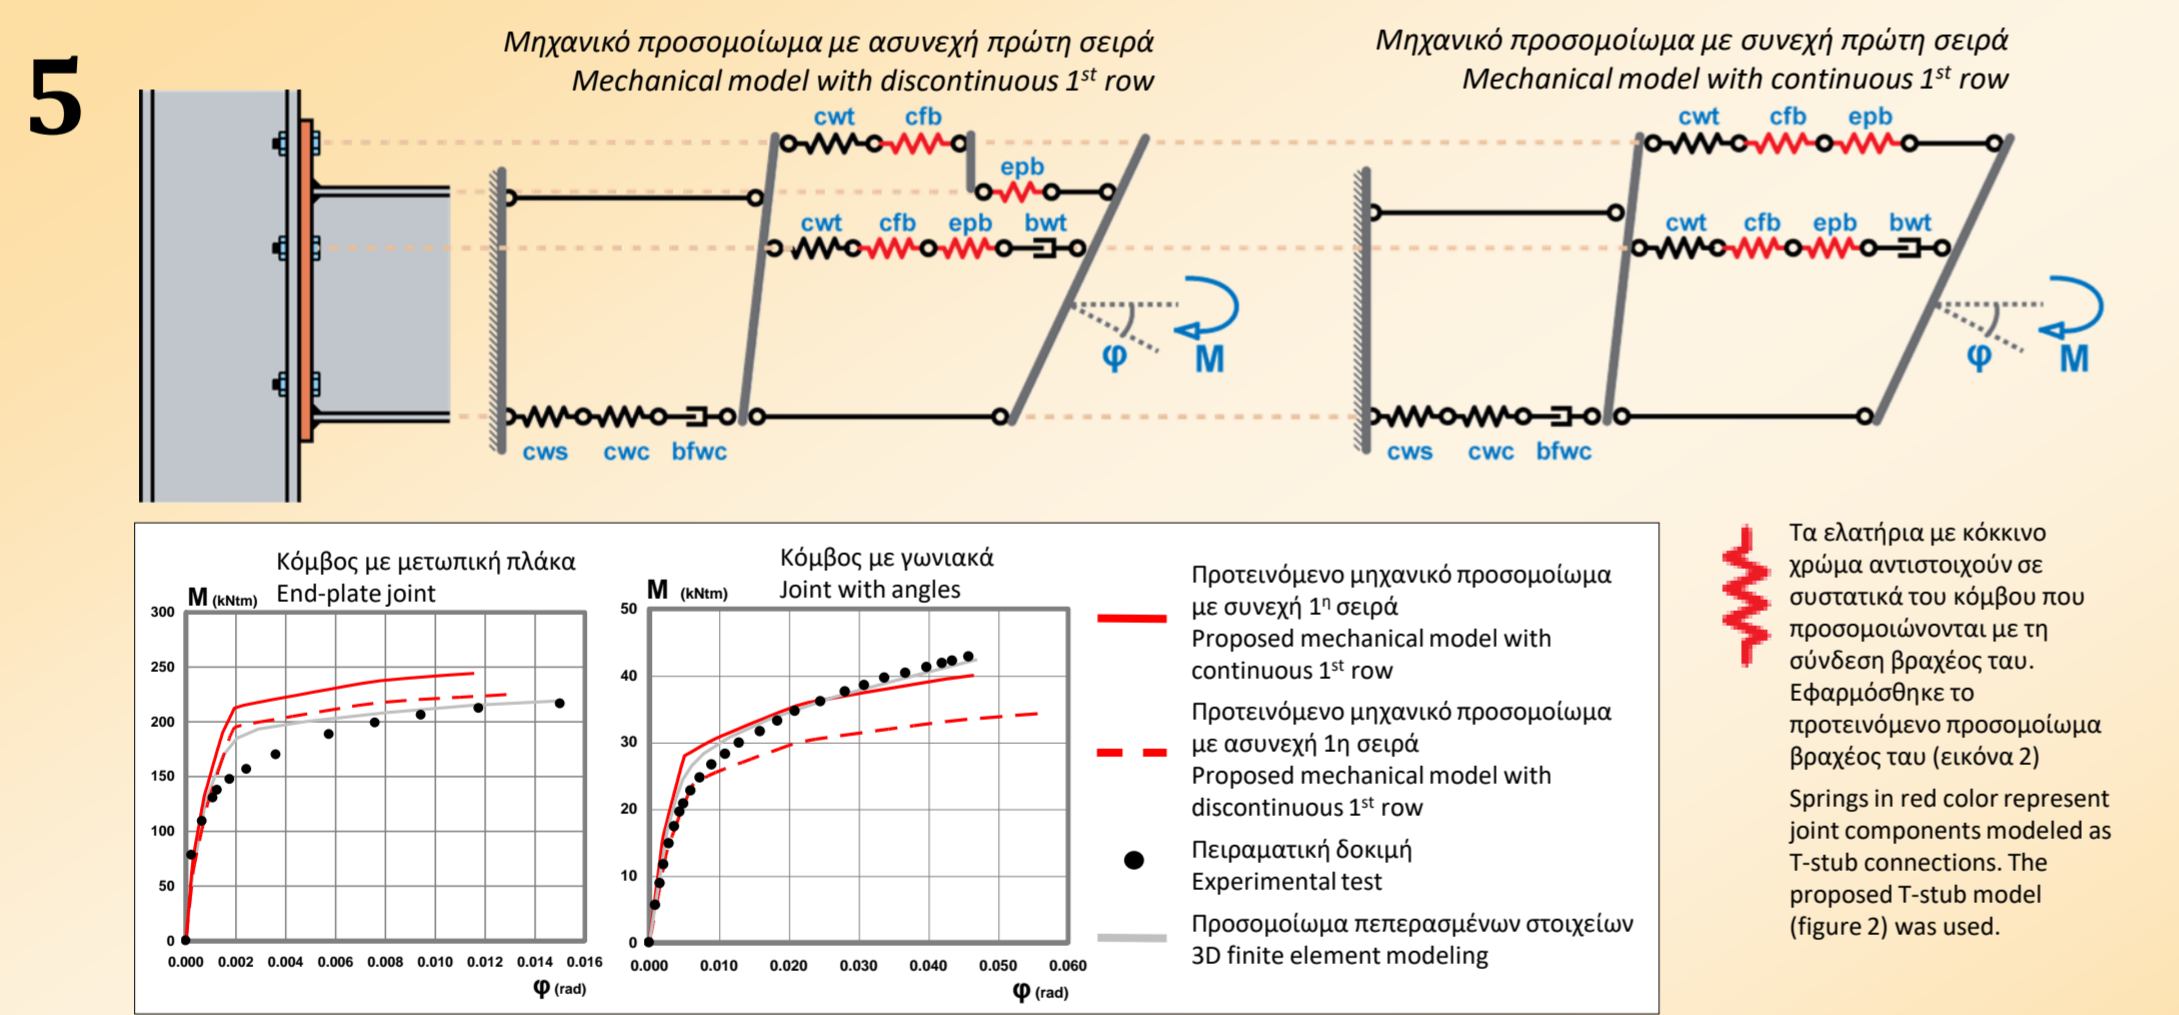 5
Μηχανικό προσομοίωμα με ασυνεχή πρώτη σειρά
Mechanical model with discontinuous 1st row
Μηχανικό προσομοίωμα με συνεχή πρώτη σειρά
Mechanical model with continuous 1st row
cwt cfb
epb
cwt cfb epb bwt
φ M
cws cwc bfwc
cwt cfb epb
cwt cfb epb bwt
φ M
cws cwc bfwc
Κόμβος με μετωπική πλάκα
End-plate joint
M (kNtm)
300
250
200
150
100
50
0
0.000 0.002 0.004 0.006 0.008 0.010 0.012 0.014 0.016
φ (rad)
Κόμβος με γωνιακά
Joint with angles
M (kNtm)
50
40
30
20
10
0
0.000 0.010 0.020 0.030 0.040 0.050 0.060
φ (rad)
Προτεινόμενο μηχανικό προσομοίωμα
με συνεχή 1η σειρά
Proposed mechanical model with
continuous 1st row
Προτεινόμενο μηχανικό προσομοίωμα
με ασυνεχή 1η σειρά
Proposed mechanical model with
discontinuous 1st row
Πειραματική δοκιμή
Experimental test
Προσομοίωμα πεπερασμένων στοιχείων
3D finite element modeling
Τα ελατήρια με κόκκινο
χρώμα αντιστοιχούν σε
συστατικά του κόμβου που
προσομοιώνονται με τη
σύνδεση βραχέος ταυ.
Εφαρμόσθηκε το
προτεινόμενο προσομοίωμα
βραχέος ταυ (εικόνα 2)
Springs in red color represent
joint components modeled as
T-stub connections. The
proposed T-stub model
(figure 2) was used.